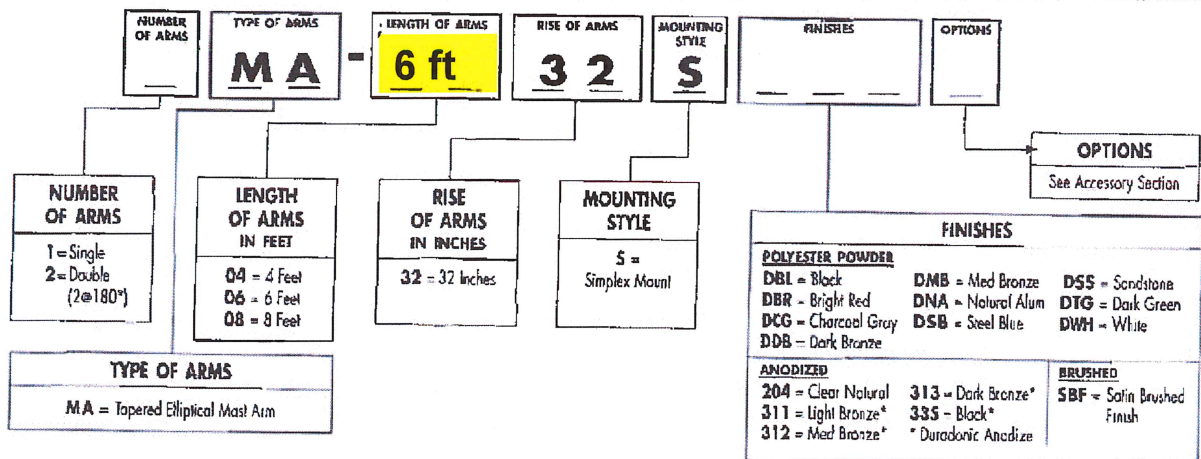 NUMBER
OF ARMS
TYPE OF ARMS
MA
-
LENGTH OF ARMS
6 ft
RISE OF ARMS
32
MOUNTING
STYLE
S
FINISHES
OPTIONS
OPTIONS
See Accessory Section
NUMBER
OF ARMS
1 = Single
2 = Double
(2@180°)
LENGTH
OF ARMS
IN FEET
04 = 4 Feet
06 = 6 Feet
08 = 8 Feet
RISE
OF ARMS
IN INCHES
32 = 32 Inches
MOUNTING
STYLE
S =
Simplex Mount
TYPE OF ARMS
MA = Tapered Elliptical Mast Arm
FINISHES
POLYESTER POWDER
DBL = Black
DBR = Bright Red
DCG = Charcoal Gray
DDB = Dark Bronze
DMB = Med Bronze
DNA = Natural Alum
DSB = Steel Blue
DSS = Sandstone
DTG = Dark Green
DWH = White
ANODIZED
204 = Clear Natural
311 = Light Bronze*
312 = Med Bronze*
313 = Dark Bronze*
335 = Black*
* Duradonic Anodize
BRUSHED
SBF = Satin Brushed
Finish